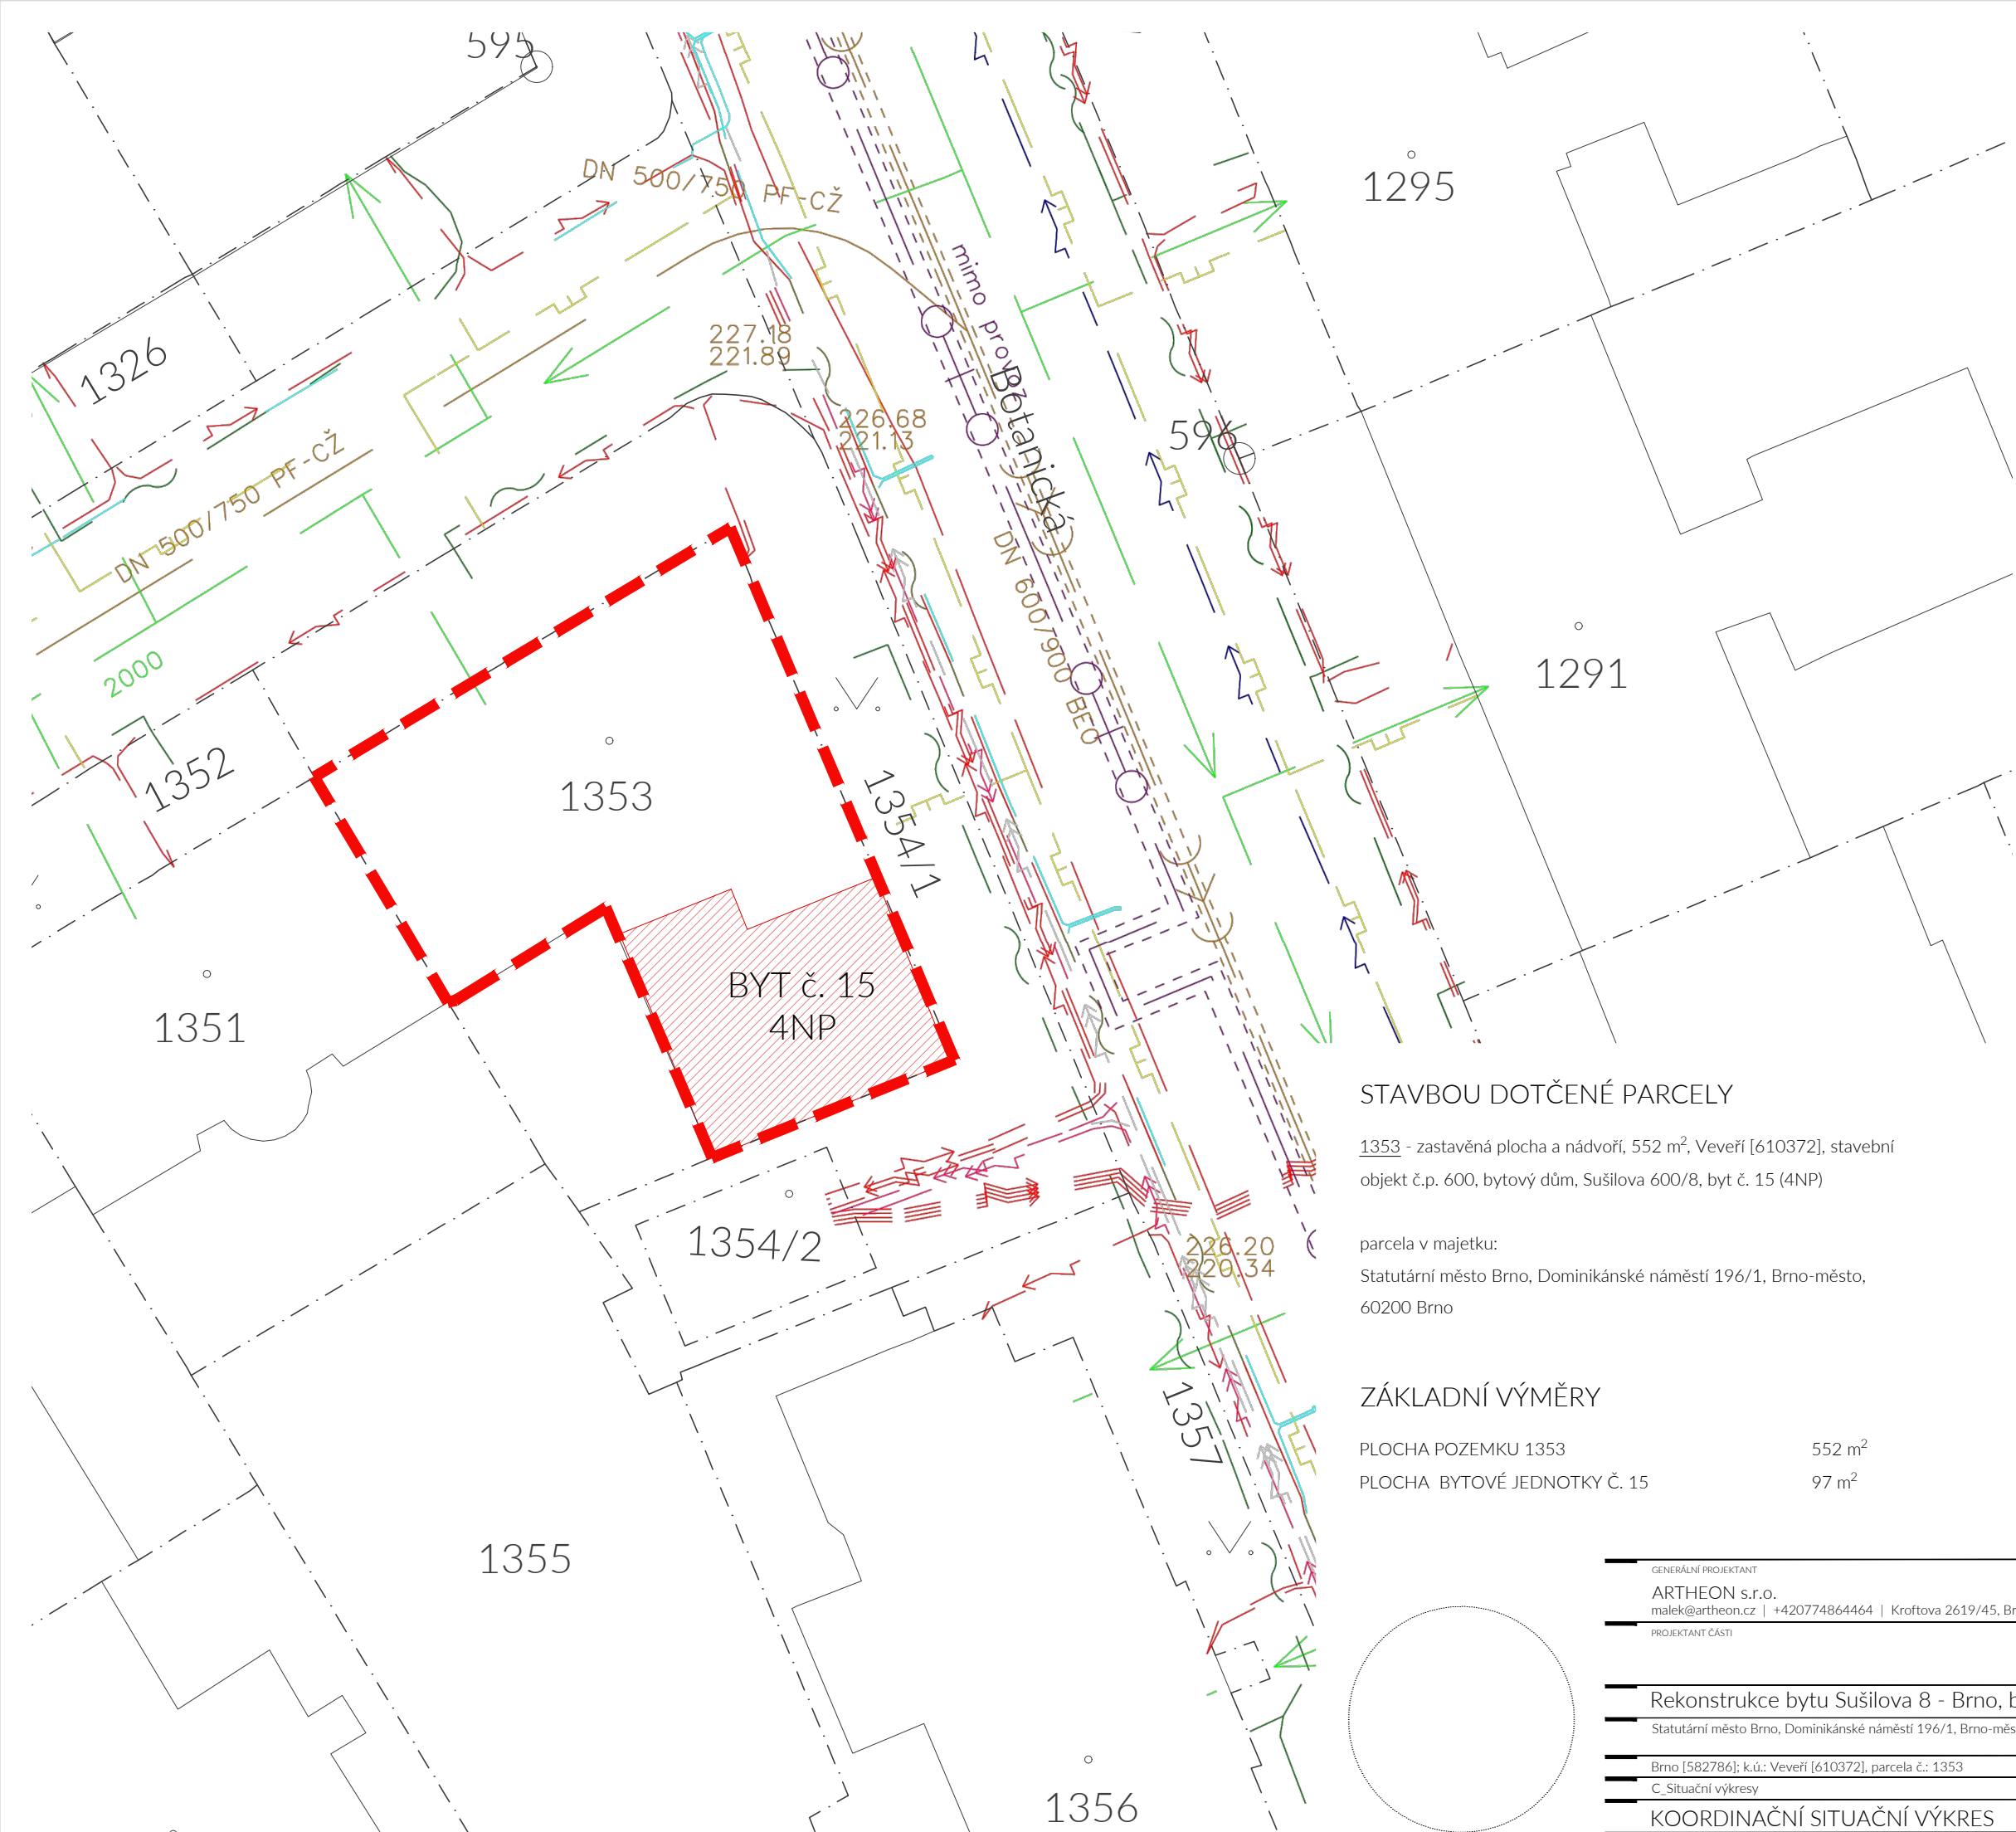 595
DN 500/750 PF-CŽ
1295
mimo provoz
227.18
221.89
1326
Botanická
226.68
221.13
596
DN 500/750 PF-CŽ
DN 600/900 BEO
1291
2000
1352
1353
1354/1
BYT č. 15
4NP
1351
1354/2
226.20
220.34
1357
1355
1356
STAVBOU DOTČENÉ PARCELY
1353 - zastavěná plocha a nádvoří, 552 m², Veveří [610372], stavební
objekt č.p. 600, bytový dům, Sušilova 600/8, byt č. 15 (4NP)
parcela v majetku:
Statutární město Brno, Dominikánské náměstí 196/1, Brno-město,
60200 Brno
ZÁKLADNÍ VÝMĚRY
PLOCHA POZEMKU 1353 552 m²
PLOCHA BYTOVÉ JEDNOTKY Č. 15 97 m²
GENERÁLNÍ PROJEKTANT
ARTHEON s.r.o.
malek@artheon.cz | +420774864464 | Kroftova 2619/45, Br
PROJEKTANT ČÁSTI
Rekonstrukce bytu Sušilova 8 - Brno, b
Statutární město Brno, Dominikánské náměstí 196/1, Brno-měs
Brno [582786]; k.ú.: Veveří [610372], parcela č.: 1353
C_Situační výkresy
KOORDINAČNÍ SITUAČNÍ VÝKRES